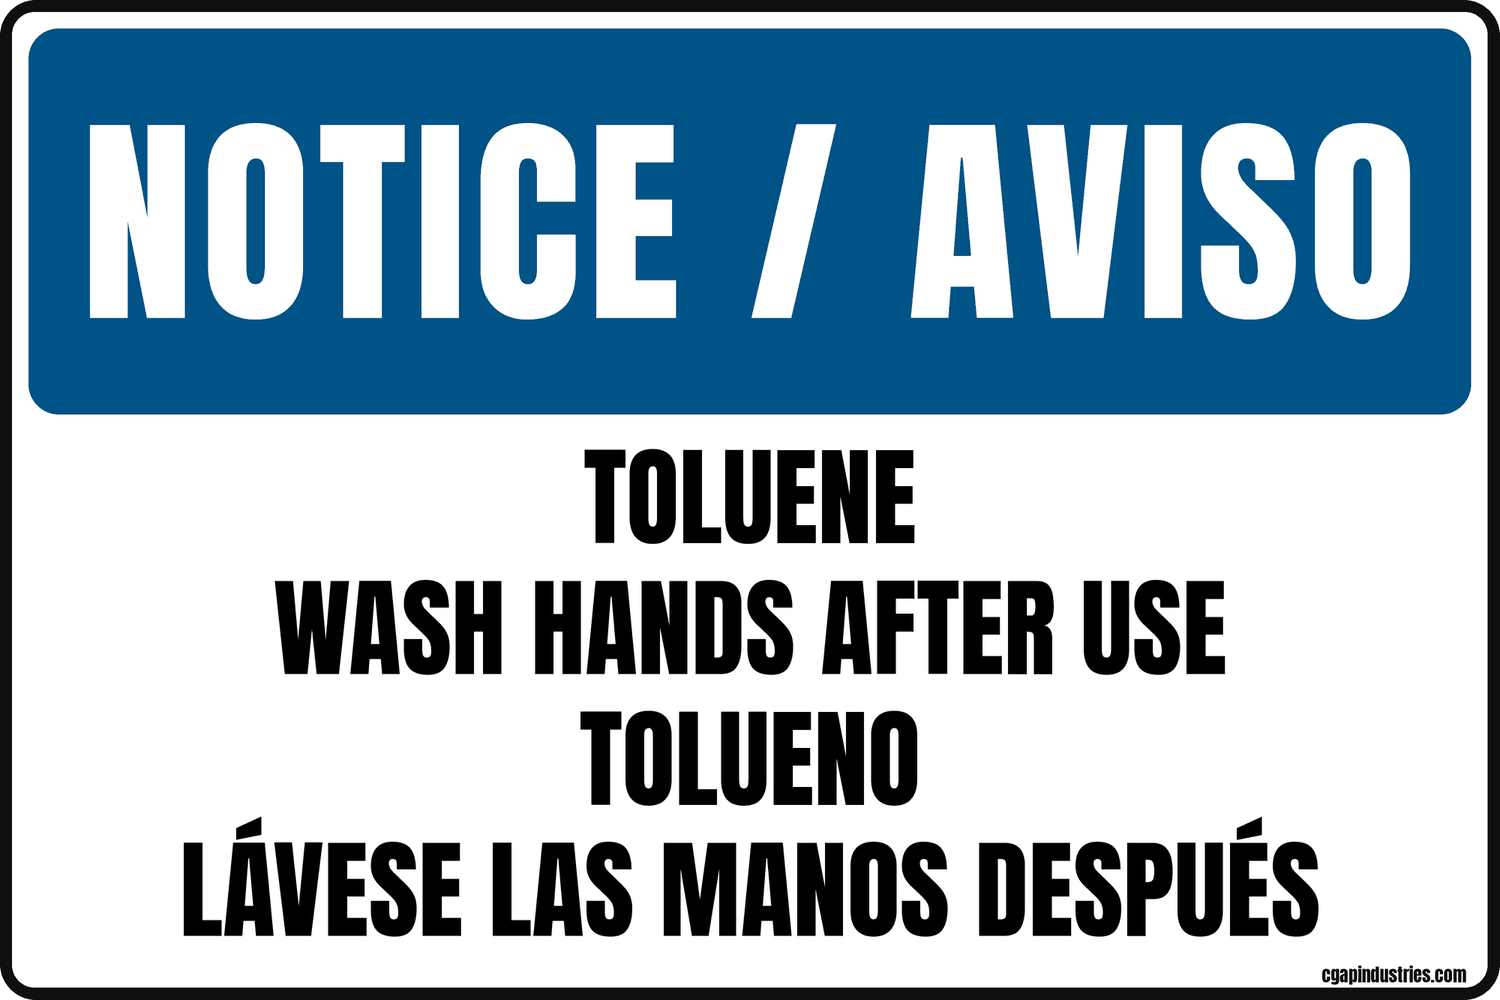 NOTICE / AVISO
TOLUENE
WASH HANDS AFTER USE
TOLUENO
LÁVESE LAS MANOS DESPUÉS
cgapindustries.com